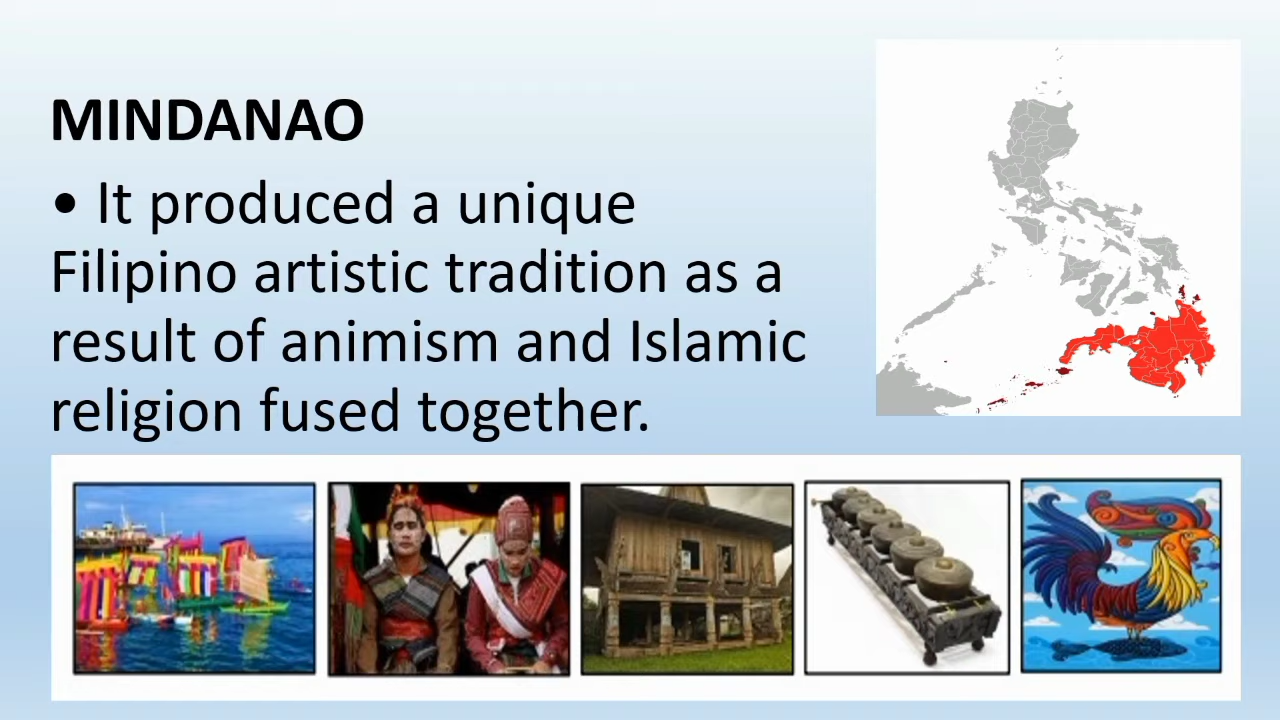 MINDANAO
• It produced a unique
Filipino artistic tradition as a
result of animism and Islamic
religion fused together.